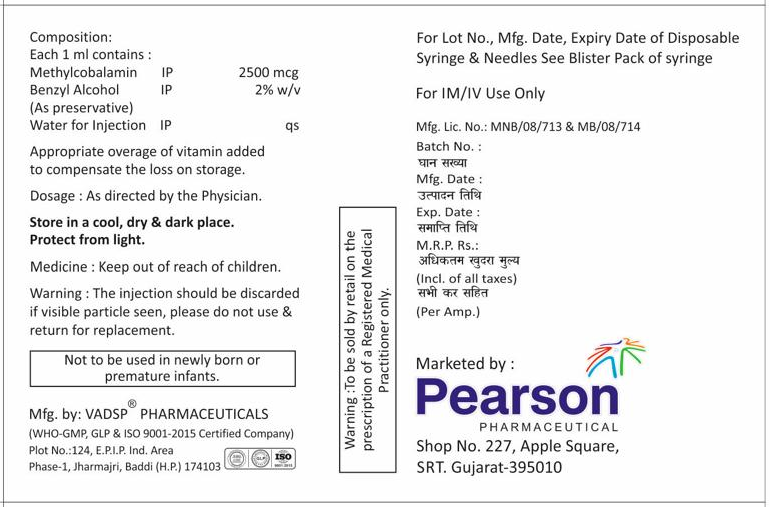 Composition:
Each 1 ml contains :
Methylcobalamin IP 2500 mcg
Benzyl Alcohol IP 2% w/v
(As preservative)
Water for Injection IP qs
Appropriate overage of vitamin added
to compensate the loss on storage.
Dosage : As directed by the Physician.
Store in a cool, dry & dark place.
Protect from light.
Medicine : Keep out of reach of children.
Warning : The injection should be discarded
if visible particle seen, please do not use &
return for replacement.
Not to be used in newly born or
premature infants.
Mfg. by: VADSP® PHARMACEUTICALS
(WHO-GMP, GLP & ISO 9001-2015 Certified Company)
Plot No.:124, E.P.I.P. Ind. Area
Phase-1, Jharmajri, Baddi (H.P.) 174103
GLP
ISO
9001:2015
Warning :To be sold by retail on the
prescription of a Registered Medical
Practitioner only.
For Lot No., Mfg. Date, Expiry Date of Disposable
Syringe & Needles See Blister Pack of syringe
For IM/IV Use Only
Mfg. Lic. No.: MNB/08/713 & MB/08/714
Batch No. :
घान सख्या
Mfg. Date :
उत्पादन तिथि
Exp. Date :
समाप्ति तिथि
M.R.P. Rs.:
अधिकतम खुदरा मुल्य
(Incl. of all taxes)
सभी कर सहित
(Per Amp.)
Marketed by :
Pearson
PHARMACEUTICAL
Shop No. 227, Apple Square,
SRT. Gujarat-395010